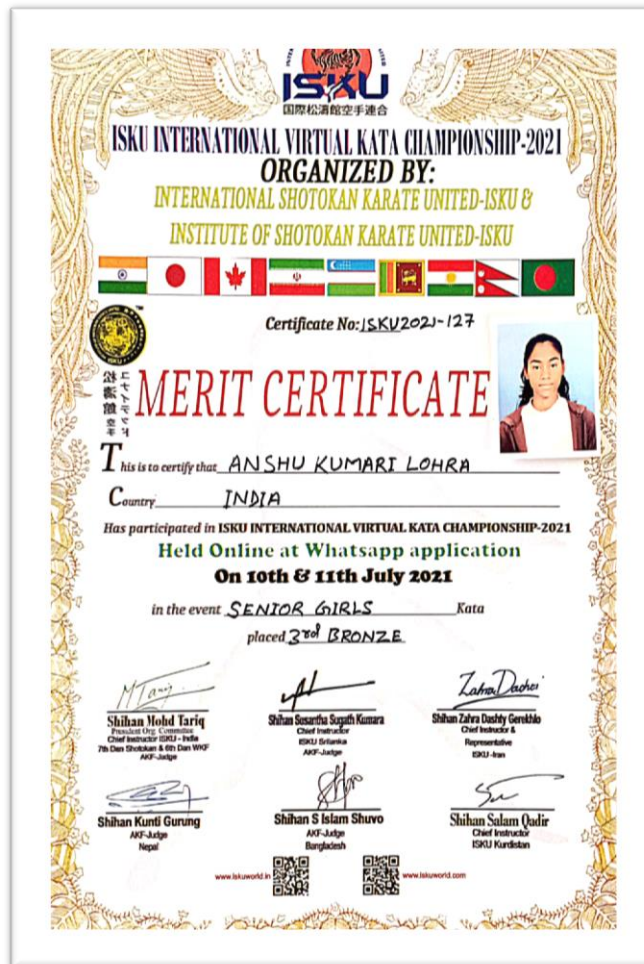 ISKU
国際松濤館空手連合
ISKU INTERNATIONAL VIRTUAL KATA CHAMPIONSHIP-2021
ORGANIZED BY:
INTERNATIONAL SHOTOKAN KARATE UNITED-ISKU &
INSTITUTE OF SHOTOKAN KARATE UNITED-ISKU
Certificate No: ISKU2021-127
MERIT CERTIFICATE
This is to certify that ANSHU KUMARI LOHRA
Country INDIA
Has participated in ISKU INTERNATIONAL VIRTUAL KATA CHAMPIONSHIP-2021
Held Online at Whatsapp application
On 10th & 11th July 2021
in the event SENIOR GIRLS Kata
placed 3rd BRONZE
Shihan Mohd Tariq
President Org. Committee
Chief Instructor ISKU - India
7th Dan Shotokan & 6th Dan WKF
AKF-Judge
Shihan Susantha Sugath Kumara
Chief Instructor
ISKU Srilanka
AKF-Judge
Zahra Dashti
Shihan Zahra Dashty Gerekhlo
Chief Instructor &
Representative
ISKU-Iran
Shihan Kunti Gurung
AKF-Judge
Nepal
Shihan S Islam Shuvo
AKF-Judge
Bangladesh
Shihan Salam Qadir
Chief Instructor
ISKU Kurdistan
www.iskuworld.in
www.iskuworld.com